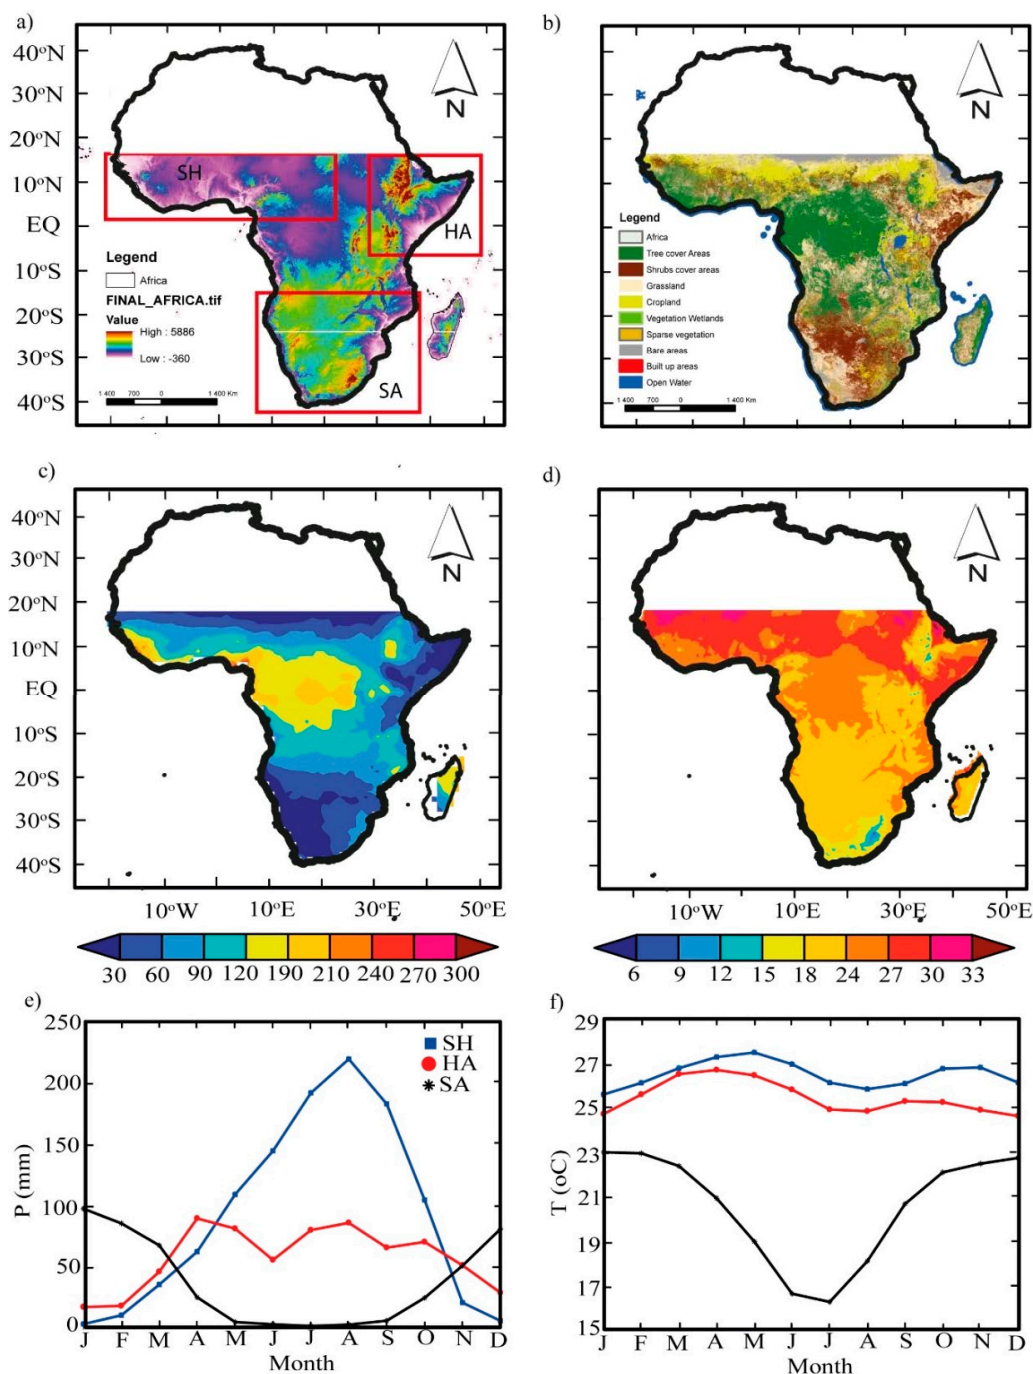 a)
40°N
30°N
20°N
10°N
EQ
10°S
20°S
30°S
40°S
N
SH
HA
SA
Legend
Africa
FINAL_AFRICA.tif
Value
High : 5886
Low : -360
1 400 700 0 1 400 Km
b)
N
Legend
Africa
Tree cover Areas
Shrubs cover areas
Grassland
Cropland
Vegetation Wetlands
Sparse vegetation
Bare areas
Built up areas
Open Water
1 400 700 0 1 400 Km
c)
40°N
30°N
20°N
10°N
EQ
10°S
20°S
30°S
40°S
N
10°W 10°E 30°E 50°E
30 60 90 120 190 210 240 270 300
d)
N
10°W 10°E 30°E 50°E
6 9 12 15 18 24 27 30 33
e)
250
200
150
100
50
0
P (mm)
SH
HA
SA
J F M A M J J A S O N D
Month
f)
29
27
25
23
21
19
17
15
T (oC)
J F M A M J J A S O N D
Month